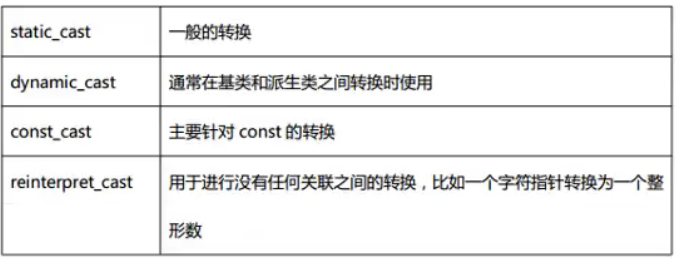 static_cast 一般的转换
dynamic_cast 通常在基类和派生类之间转换时使用
const_cast 主要针对 const 的转换
reinterpret_cast 用于进行没有任何关联之间的转换，比如一个字符指针转换为一个整
形数